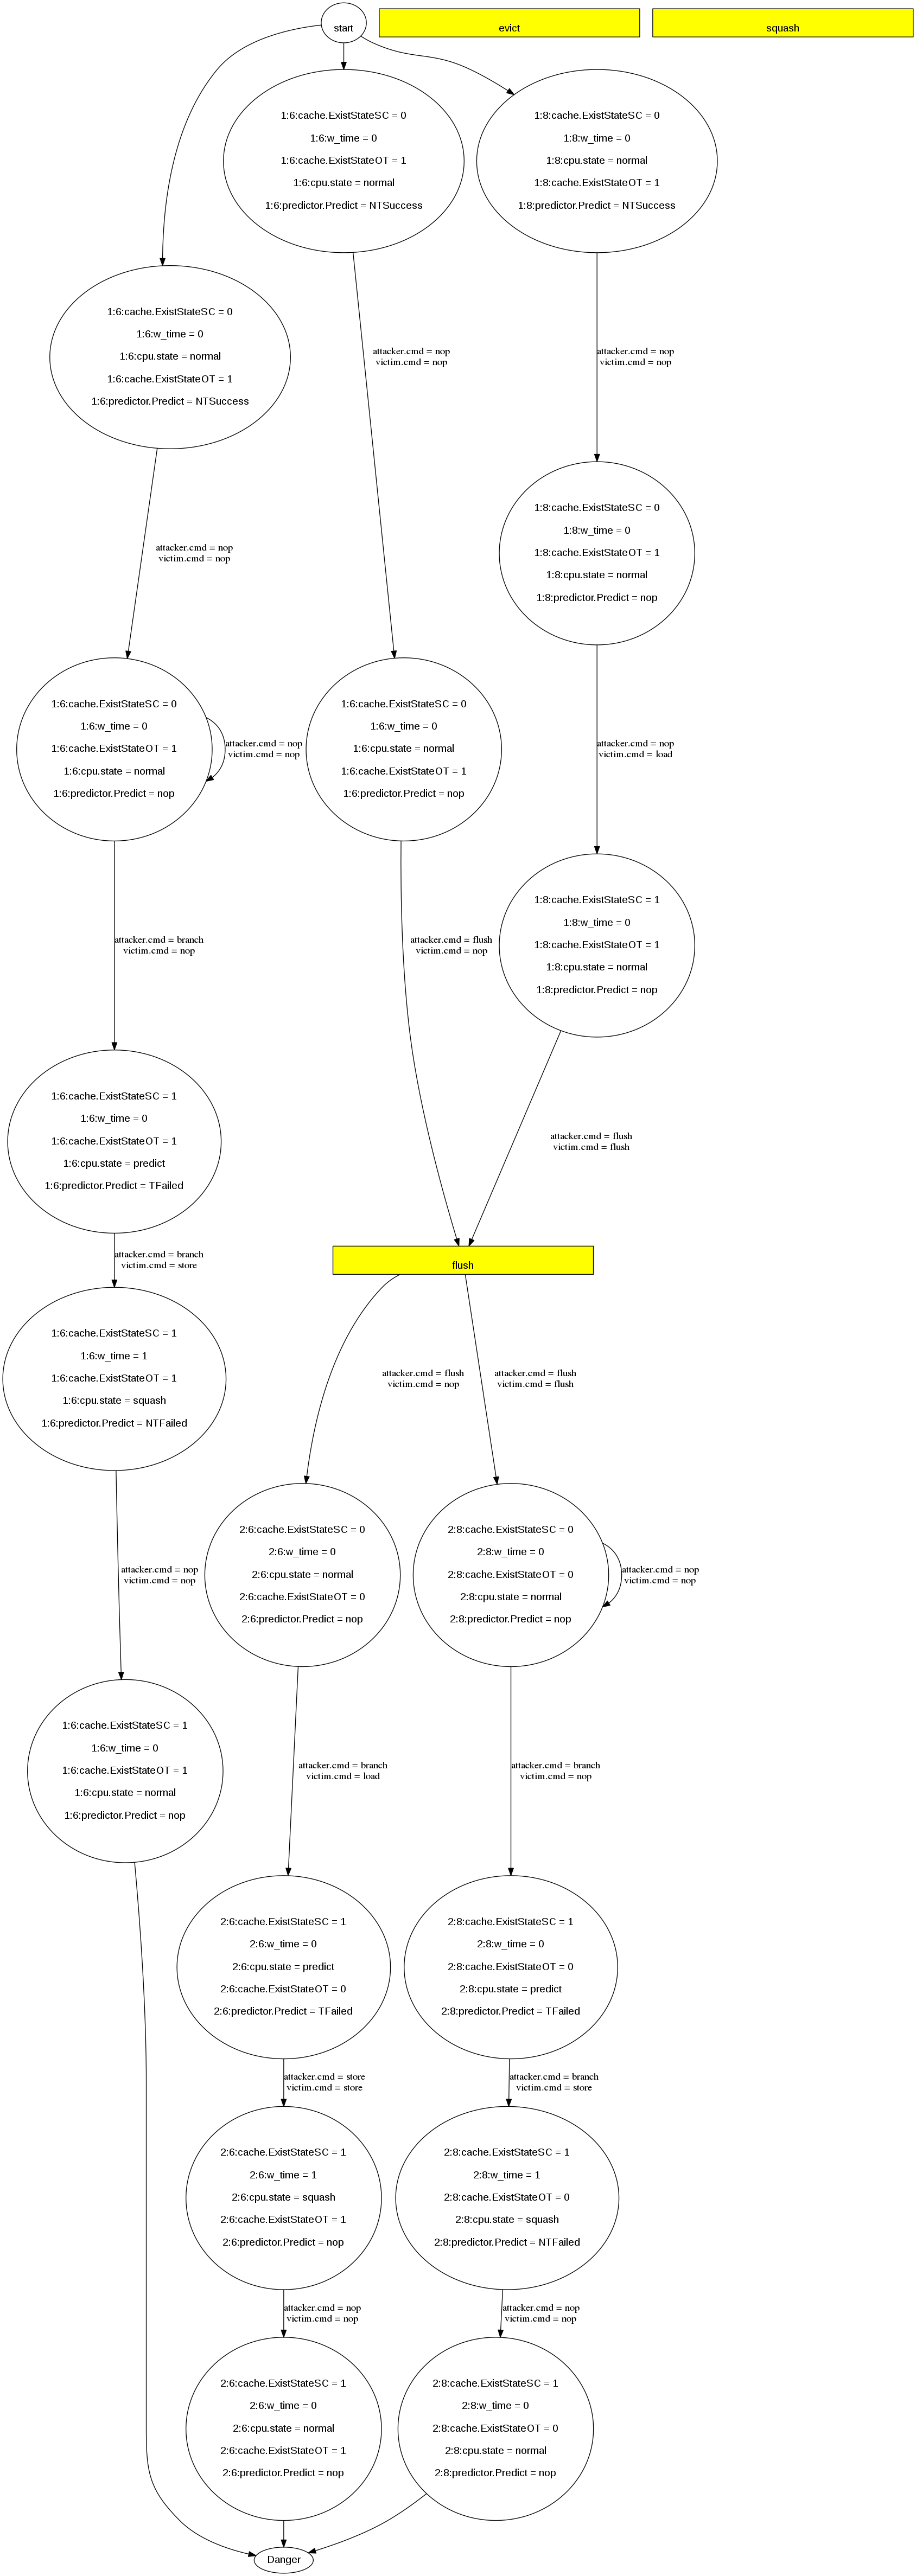 start
evict
squash
1:6:cache.ExistStateSC = 0
1:6:w_time = 0
1:6:cache.ExistStateOT = 1
1:6:cpu.state = normal
1:6:predictor.Predict = NTSuccess
1:8:cache.ExistStateSC = 0
1:8:w_time = 0
1:8:cpu.state = normal
1:8:cache.ExistStateOT = 1
1:8:predictor.Predict = NTSuccess
1:6:cache.ExistStateSC = 0
1:6:w_time = 0
1:6:cpu.state = normal
1:6:cache.ExistStateOT = 1
1:6:predictor.Predict = NTSuccess
attacker.cmd = nop
victim.cmd = nop
attacker.cmd = nop
victim.cmd = nop
attacker.cmd = nop
victim.cmd = nop
1:8:cache.ExistStateSC = 0
1:8:w_time = 0
1:8:cache.ExistStateOT = 1
1:8:cpu.state = normal
1:8:predictor.Predict = nop
1:6:cache.ExistStateSC = 0
1:6:w_time = 0
1:6:cache.ExistStateOT = 1
1:6:cpu.state = normal
1:6:predictor.Predict = nop
attacker.cmd = nop
victim.cmd = nop
1:6:cache.ExistStateSC = 0
1:6:w_time = 0
1:6:cpu.state = normal
1:6:cache.ExistStateOT = 1
1:6:predictor.Predict = nop
attacker.cmd = nop
victim.cmd = load
1:8:cache.ExistStateSC = 1
1:8:w_time = 0
1:8:cache.ExistStateOT = 1
1:8:cpu.state = normal
1:8:predictor.Predict = nop
attacker.cmd = branch
victim.cmd = nop
attacker.cmd = flush
victim.cmd = nop
1:6:cache.ExistStateSC = 1
1:6:w_time = 0
1:6:cache.ExistStateOT = 1
1:6:cpu.state = predict
1:6:predictor.Predict = TFailed
attacker.cmd = flush
victim.cmd = flush
attacker.cmd = branch
victim.cmd = store
flush
1:6:cache.ExistStateSC = 1
1:6:w_time = 1
1:6:cache.ExistStateOT = 1
1:6:cpu.state = squash
1:6:predictor.Predict = NTFailed
attacker.cmd = flush
victim.cmd = nop
attacker.cmd = flush
victim.cmd = flush
attacker.cmd = nop
victim.cmd = nop
2:6:cache.ExistStateSC = 0
2:6:w_time = 0
2:6:cpu.state = normal
2:6:cache.ExistStateOT = 0
2:6:predictor.Predict = nop
2:8:cache.ExistStateSC = 0
2:8:w_time = 0
2:8:cache.ExistStateOT = 0
2:8:cpu.state = normal
2:8:predictor.Predict = nop
attacker.cmd = nop
victim.cmd = nop
1:6:cache.ExistStateSC = 1
1:6:w_time = 0
1:6:cache.ExistStateOT = 1
1:6:cpu.state = normal
1:6:predictor.Predict = nop
attacker.cmd = branch
victim.cmd = load
attacker.cmd = branch
victim.cmd = nop
2:6:cache.ExistStateSC = 1
2:6:w_time = 0
2:6:cpu.state = predict
2:6:cache.ExistStateOT = 0
2:6:predictor.Predict = TFailed
2:8:cache.ExistStateSC = 1
2:8:w_time = 0
2:8:cache.ExistStateOT = 0
2:8:cpu.state = predict
2:8:predictor.Predict = TFailed
attacker.cmd = store
victim.cmd = store
attacker.cmd = branch
victim.cmd = store
2:6:cache.ExistStateSC = 1
2:6:w_time = 1
2:6:cpu.state = squash
2:6:cache.ExistStateOT = 1
2:6:predictor.Predict = nop
2:8:cache.ExistStateSC = 1
2:8:w_time = 1
2:8:cache.ExistStateOT = 0
2:8:cpu.state = squash
2:8:predictor.Predict = NTFailed
attacker.cmd = nop
victim.cmd = nop
attacker.cmd = nop
victim.cmd = nop
2:6:cache.ExistStateSC = 1
2:6:w_time = 0
2:6:cpu.state = normal
2:6:cache.ExistStateOT = 1
2:6:predictor.Predict = nop
2:8:cache.ExistStateSC = 1
2:8:w_time = 0
2:8:cache.ExistStateOT = 0
2:8:cpu.state = normal
2:8:predictor.Predict = nop
Danger